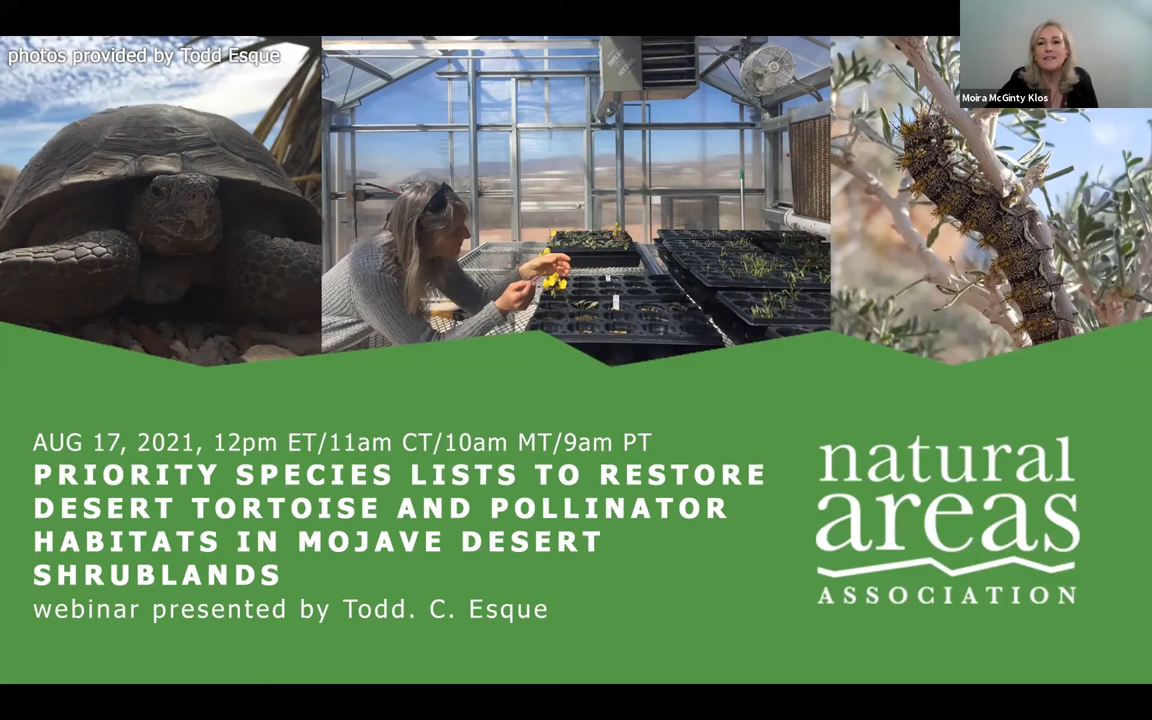 photos provided by Todd Esque
Moira McGinty Klos
AUG 17, 2021, 12pm ET/11am CT/10am MT/9am PT
PRIORITY SPECIES LISTS TO RESTORE
DESERT TORTOISE AND POLLINATOR
HABITATS IN MOJAVE DESERT
SHRUBLANDS
webinar presented by Todd. C. Esque
natural
areas
ASSOCIATION